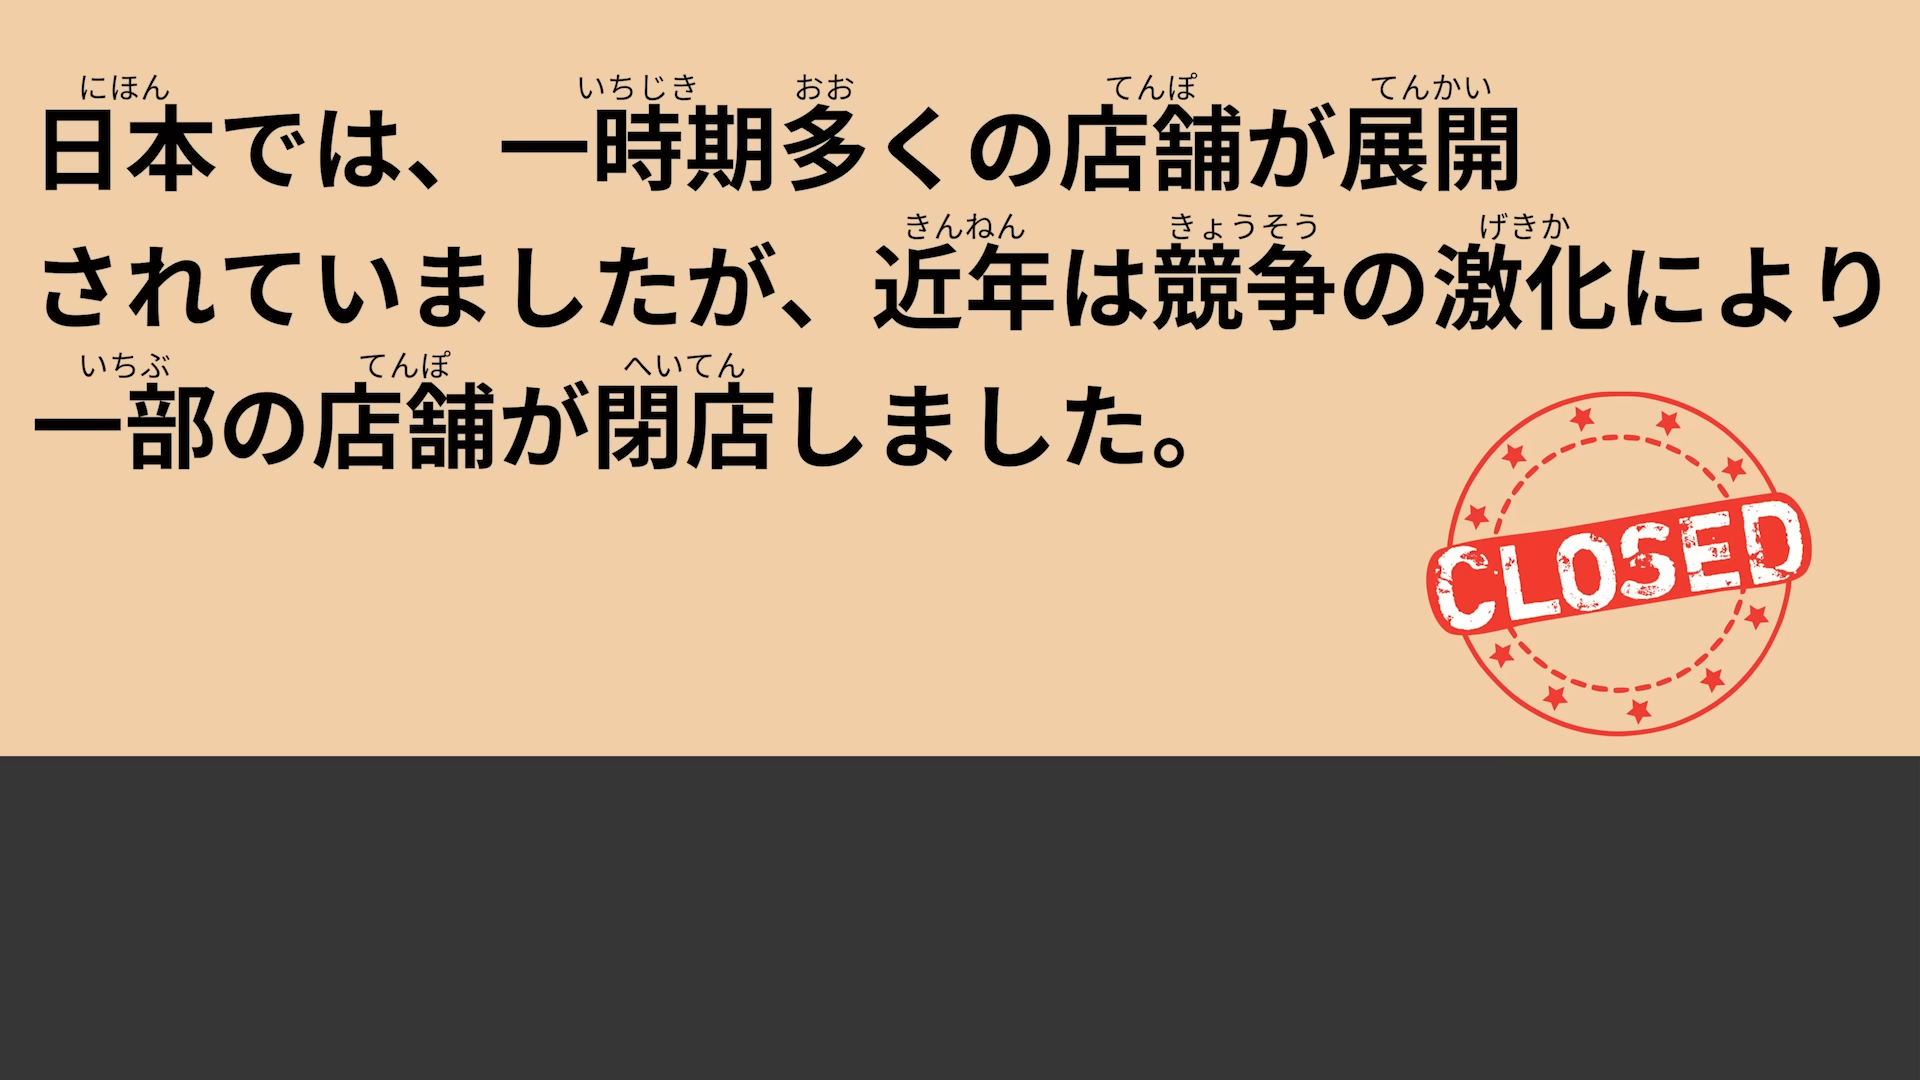 にほん いちじき おお てんぽ てんかい
日本では、一時期多くの店舗が展開
きんねん きょうそう げきか
されていましたが、近年は競争の激化により
いちぶ てんぽ へいてん
一部の店舗が閉店しました。
CLOSED